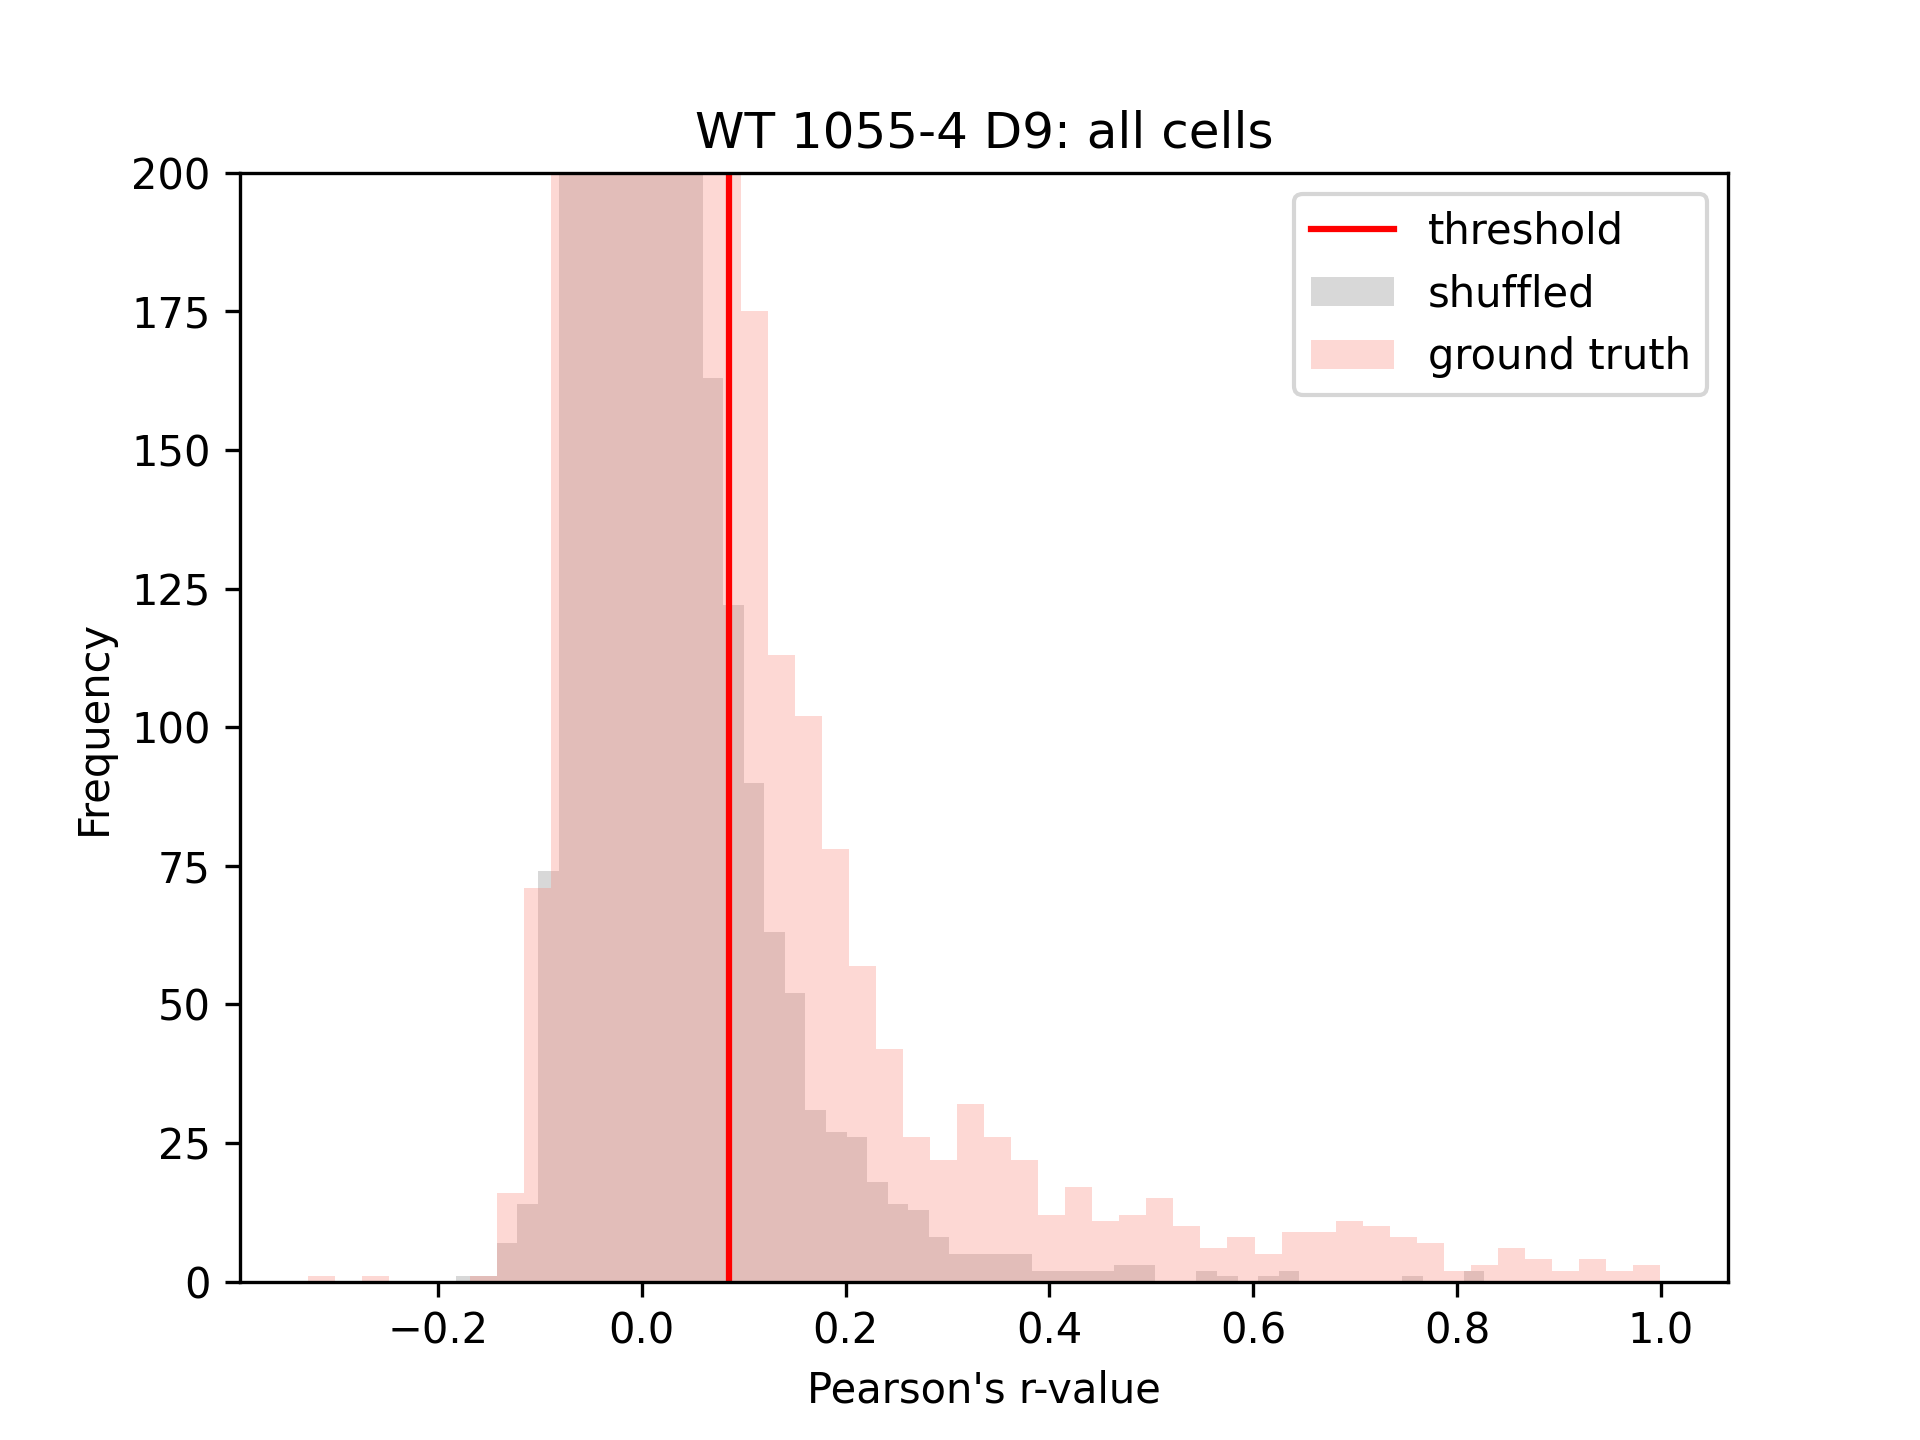 WT 1055-4 D9: all cells
200
175
150
125
100
75
50
25
0
Frequency
threshold
shuffled
ground truth
−0.2 0.0 0.2 0.4 0.6 0.8 1.0
Pearson's r-value